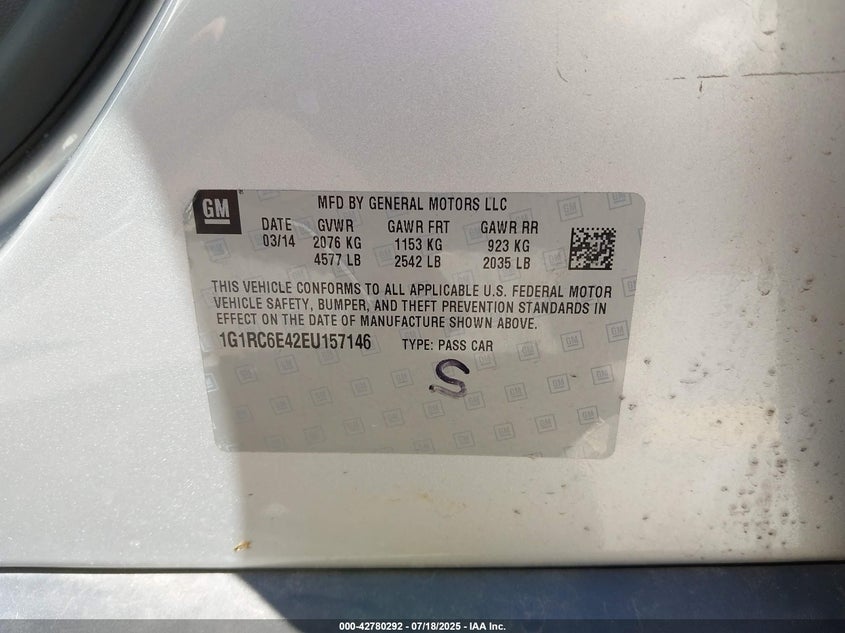 GM
MFD BY GENERAL MOTORS LLC
DATE GVWR GAWR FRT GAWR RR
03/14 2076 KG 1153 KG 923 KG
4577 LB 2542 LB 2035 LB
THIS VEHICLE CONFORMS TO ALL APPLICABLE U.S. FEDERAL MOTOR
VEHICLE SAFETY, BUMPER, AND THEFT PREVENTION STANDARDS IN
EFFECT ON THE DATE OF MANUFACTURE SHOWN ABOVE.
1G1RC6E42EU157146 TYPE: PASS CAR
S
000-42780292 / 07/18/2025 - IAA Inc.